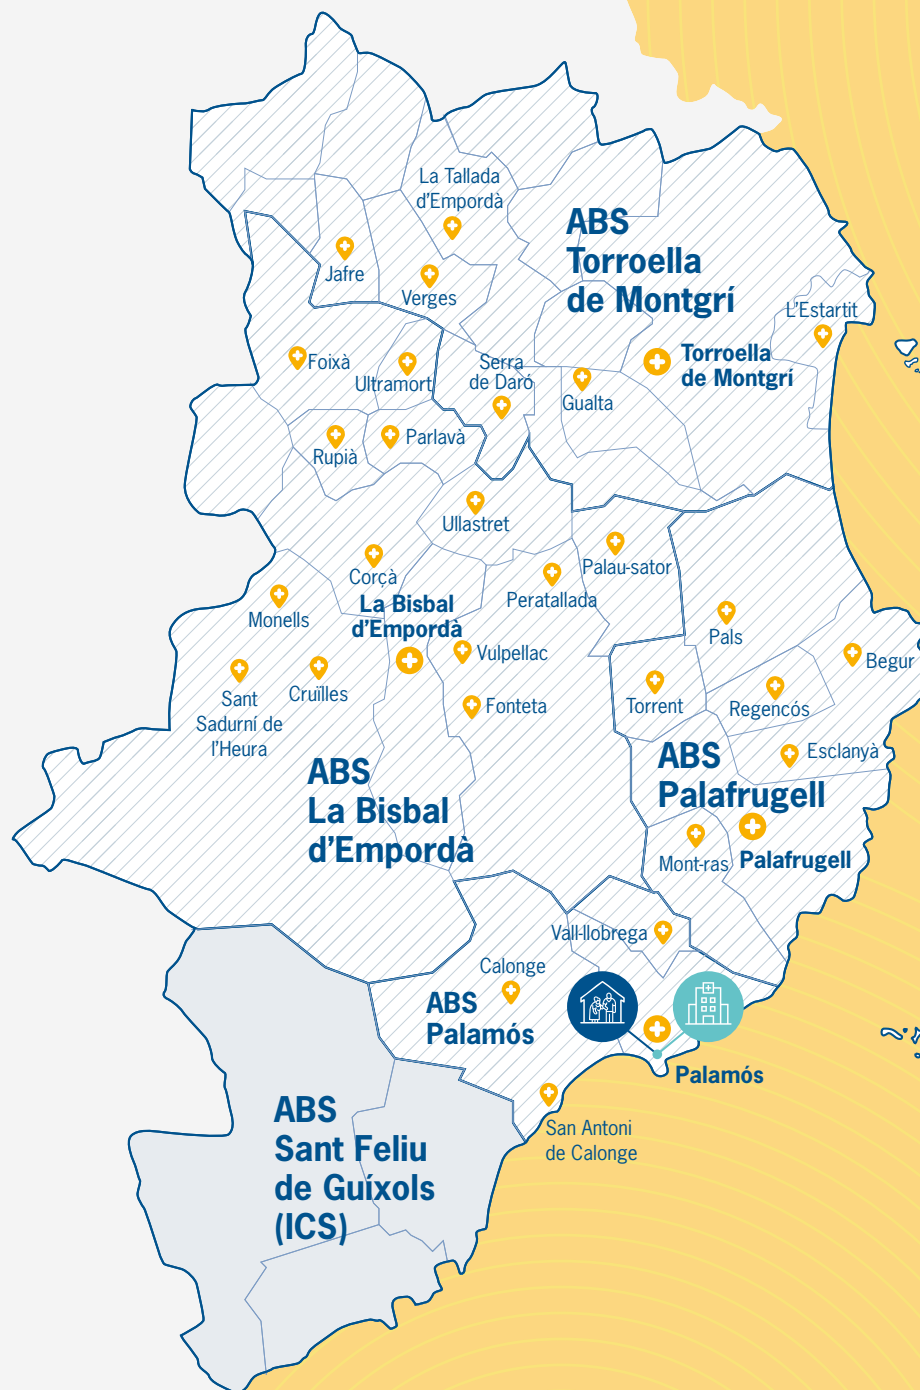 La Tallada
d'Empordà
ABS
Torroella
de Montgrí
Jafre
Verges
L'Estartit
Torroella
de Montgrí
Foixà
Ultramort
Serra
de Daró
Gualta
Rupià
Parlavà
Ullastret
Corçà
Palau-sator
Peratallada
Monells
La Bisbal
d'Empordà
Pals
Vulpellac
Begur
Sant
Sadurní de
l'Heura
Cruïlles
Fonteta
Torrent
Regencós
ABS
La Bisbal
d'Empordà
ABS
Palafrugell
Esclanyà
Mont-ras
Palafrugell
Vall-llobrega
Calonge
ABS
Palamós
Palamós
San Antoni
de Calonge
ABS
Sant Feliu
de Guíxols
(ICS)